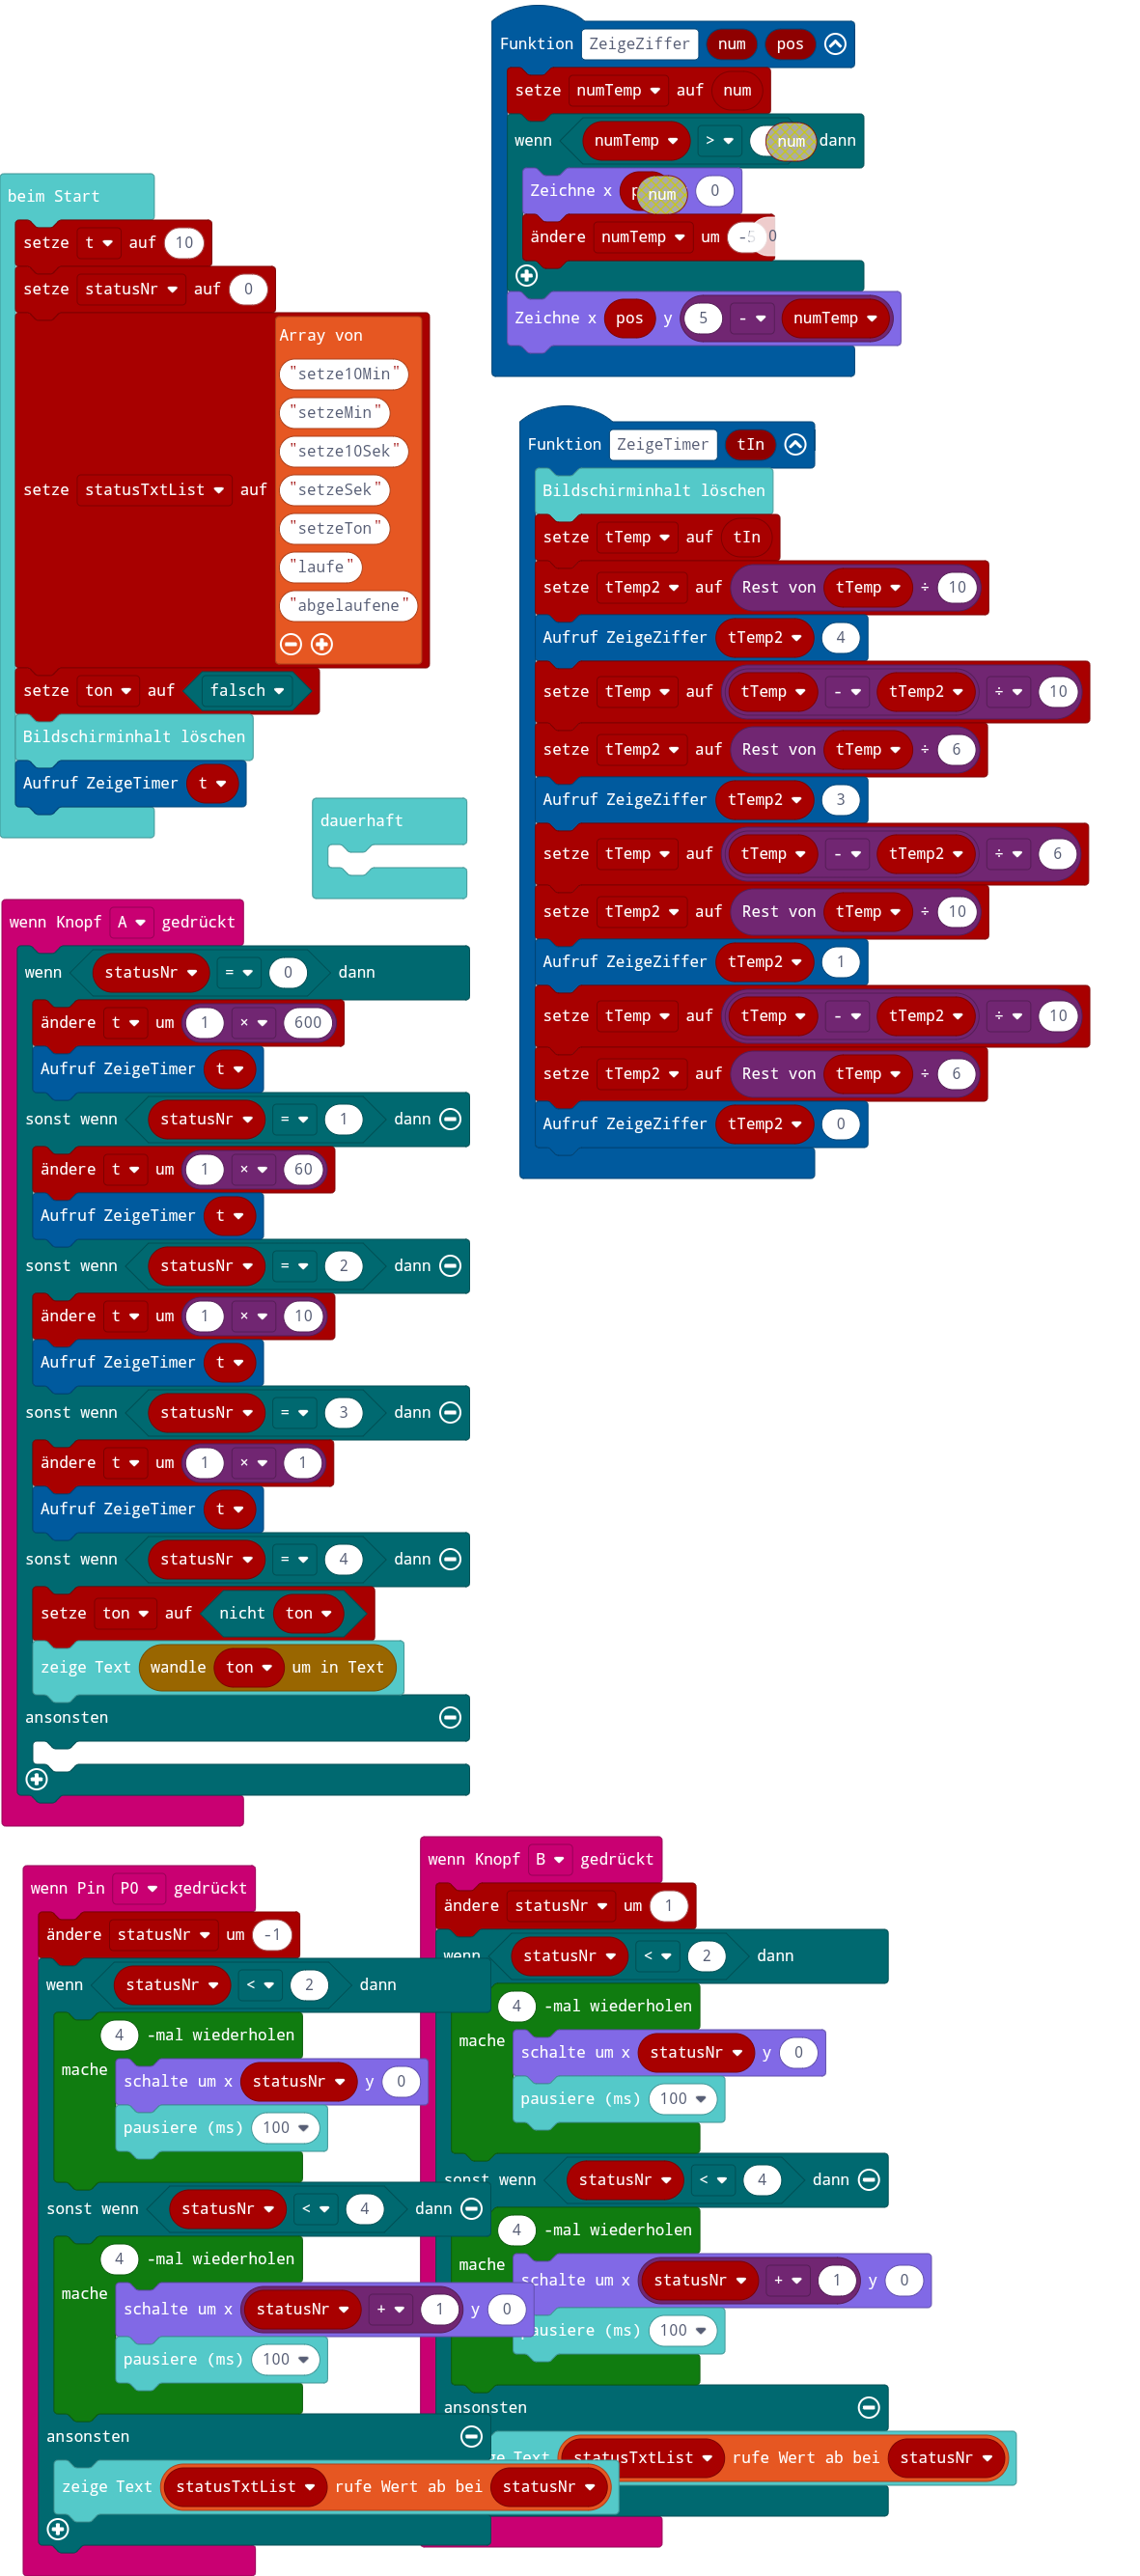 Funktion ZeigeZiffer num pos
setze numTemp auf num
wenn numTemp > num dann
Zeichne x num 0
ändere numTemp um -5 0
Zeichne x pos y 5 - numTemp
beim Start
setze t auf 10
setze statusNr auf 0
setze statusTxtList auf
Array von
"setze10Min"
"setzeMin"
"setze10Sek"
"setzeSek"
"setzeTon"
"laufe"
"abgelaufene"
setze ton auf falsch
Bildschirminhalt löschen
Aufruf ZeigeTimer t
Funktion ZeigeTimer tIn
Bildschirminhalt löschen
setze tTemp auf tIn
setze tTemp2 auf Rest von tTemp ÷ 10
Aufruf ZeigeZiffer tTemp2 4
setze tTemp auf tTemp - tTemp2 ÷ 10
setze tTemp2 auf Rest von tTemp ÷ 6
Aufruf ZeigeZiffer tTemp2 3
setze tTemp auf tTemp - tTemp2 ÷ 6
setze tTemp2 auf Rest von tTemp ÷ 10
Aufruf ZeigeZiffer tTemp2 1
setze tTemp auf tTemp - tTemp2 ÷ 10
setze tTemp2 auf Rest von tTemp ÷ 6
Aufruf ZeigeZiffer tTemp2 0
dauerhaft
wenn Knopf A gedrückt
wenn statusNr = 0 dann
ändere t um 1 × 600
Aufruf ZeigeTimer t
sonst wenn statusNr = 1 dann
ändere t um 1 × 60
Aufruf ZeigeTimer t
sonst wenn statusNr = 2 dann
ändere t um 1 × 10
Aufruf ZeigeTimer t
sonst wenn statusNr = 3 dann
ändere t um 1 × 1
Aufruf ZeigeTimer t
sonst wenn statusNr = 4 dann
setze ton auf nicht ton
zeige Text wandle ton um in Text
ansonsten
wenn Pin P0 gedrückt
ändere statusNr um -1
wenn statusNr < 2 dann
4 -mal wiederholen
mache
schalte um x statusNr y 0
pausiere (ms) 100
sonst wenn statusNr < 4 dann
4 -mal wiederholen
mache
schalte um x statusNr + 1 y 0
pausiere (ms) 100
ansonsten
zeige Text statusTxtList rufe Wert ab bei statusNr
wenn Knopf B gedrückt
ändere statusNr um 1
wenn statusNr < 2 dann
4 -mal wiederholen
mache
schalte um x statusNr y 0
pausiere (ms) 100
sonst wenn statusNr < 4 dann
4 -mal wiederholen
mache
schalte um x statusNr + 1 y 0
pausiere (ms) 100
ansonsten
Text statusTxtList rufe Wert ab bei statusNr